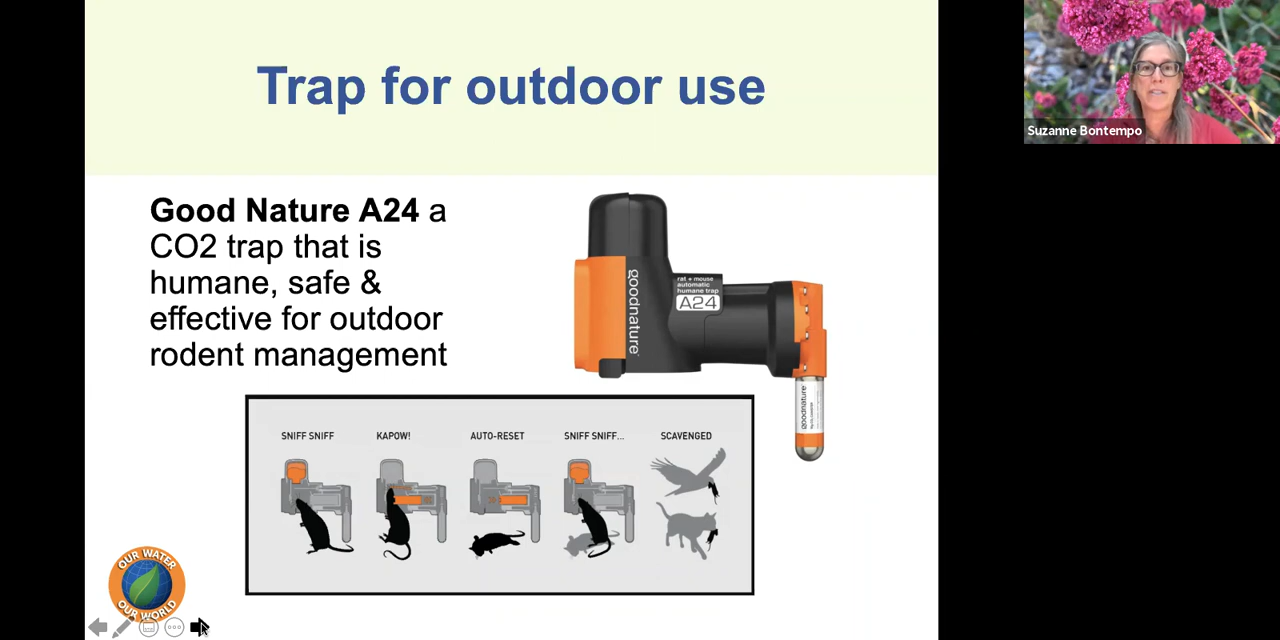 Trap for outdoor use
Good Nature A24 a
CO2 trap that is
humane, safe &
effective for outdoor
rodent management
goodnature
rat + mouse
automatic
humane trap
A24
goodnature
SNIFF SNIFF
KAPOW!
AUTO-RESET
SNIFF SNIFF...
SCAVENGED
OUR WATER
OUR WORLD
Suzanne Bontempo